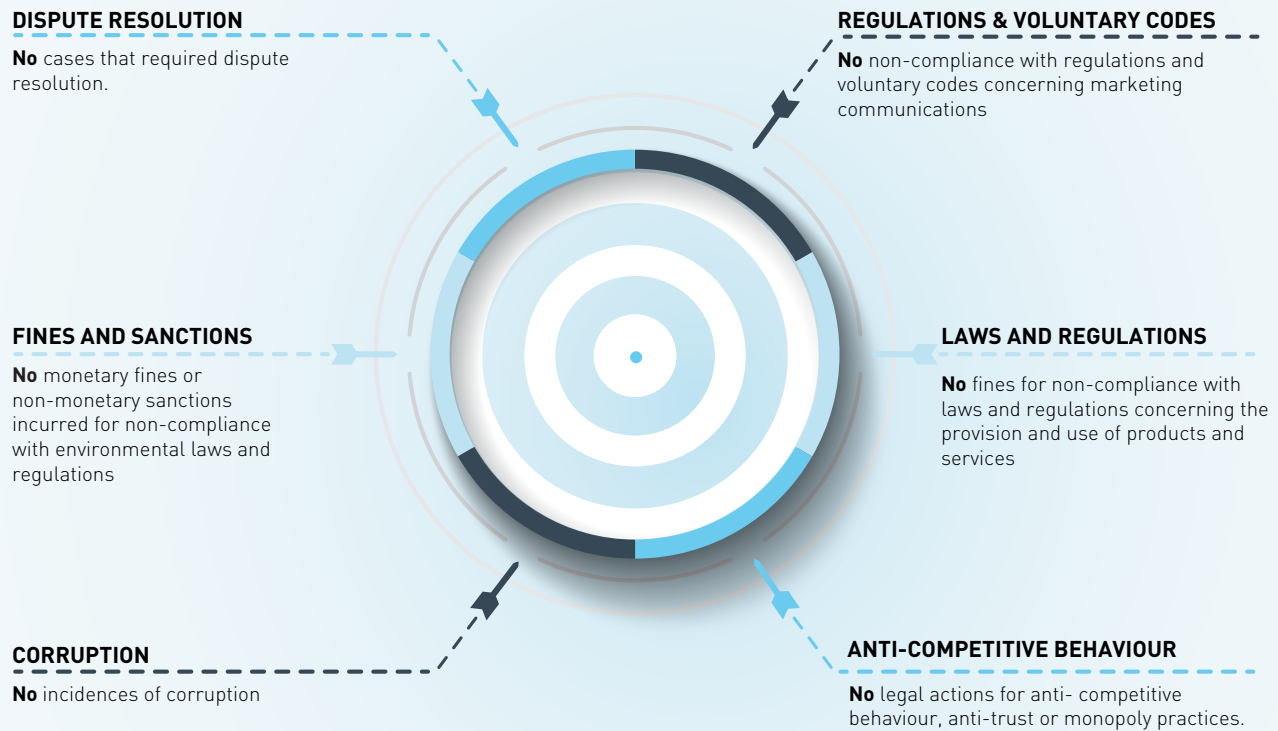 DISPUTE RESOLUTION
No cases that required dispute
resolution.
REGULATIONS & VOLUNTARY CODES
No non-compliance with regulations and
voluntary codes concerning marketing
communications
FINES AND SANCTIONS
No monetary fines or
non-monetary sanctions
incurred for non-compliance
with environmental laws and
regulations
LAWS AND REGULATIONS
No fines for non-compliance with
laws and regulations concerning the
provision and use of products and
services
CORRUPTION
No incidences of corruption
ANTI-COMPETITIVE BEHAVIOUR
No legal actions for anti- competitive
behaviour, anti-trust or monopoly practices.